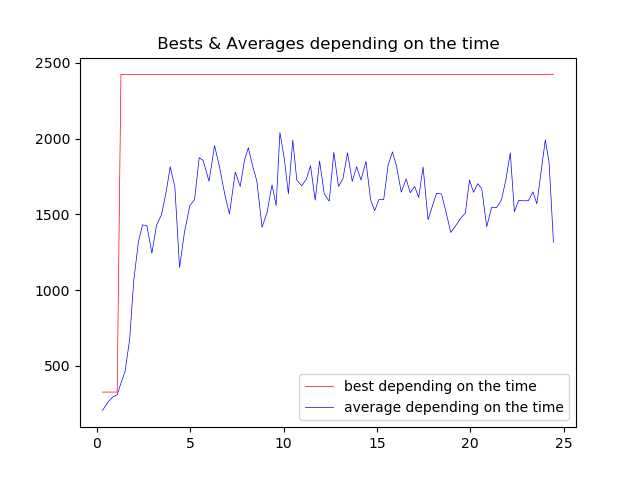 Bests & Averages depending on the time
2500
2000
1500
1000
500
best depending on the time
average depending on the time
0 5 10 15 20 25